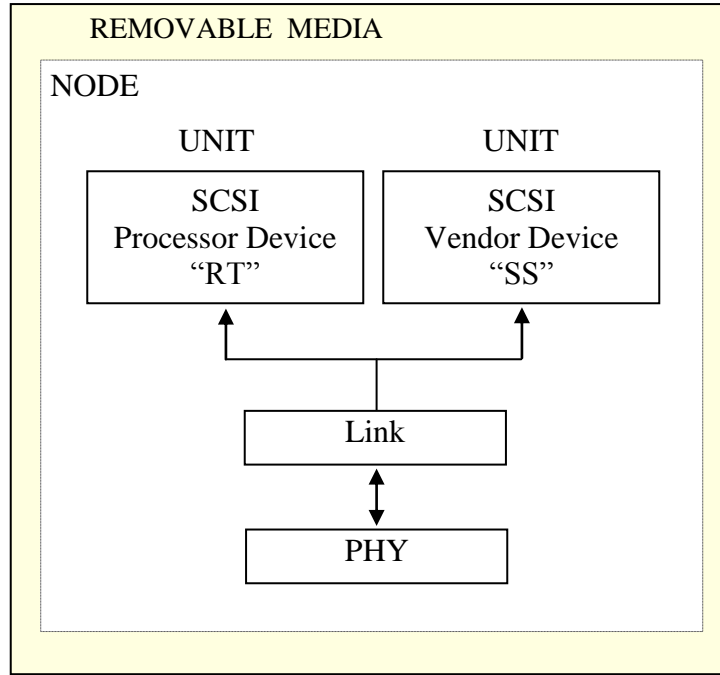 REMOVABLE MEDIA
NODE
UNIT
UNIT
SCSI
Processor Device
“RT”
SCSI
Vendor Device
“SS”
Link
PHY